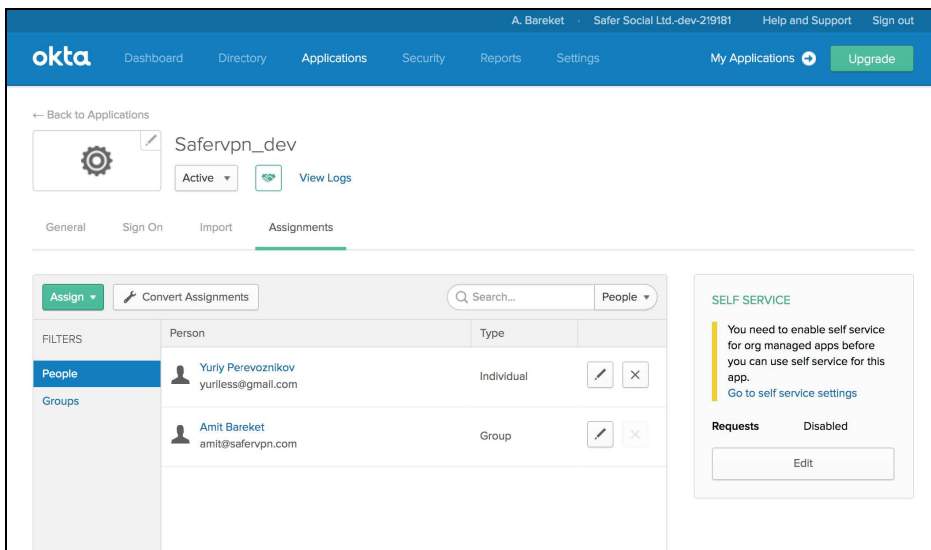 A. Bareket · Safer Social Ltd.-dev-219181 Help and Support Sign out
okta Dashboard Directory Applications Security Reports Settings My Applications Upgrade
← Back to Applications
Safervpn_dev
Active View Logs
General Sign On Import Assignments
Assign Convert Assignments Search... People
FILTERS Person Type
People
Groups
Yuriy Perevoznikov
yuriless@gmail.com
Individual
Amit Bareket
amit@safervpn.com
Group
SELF SERVICE
You need to enable self service
for org managed apps before
you can use self service for this
app.
Go to self service settings
Requests Disabled
Edit